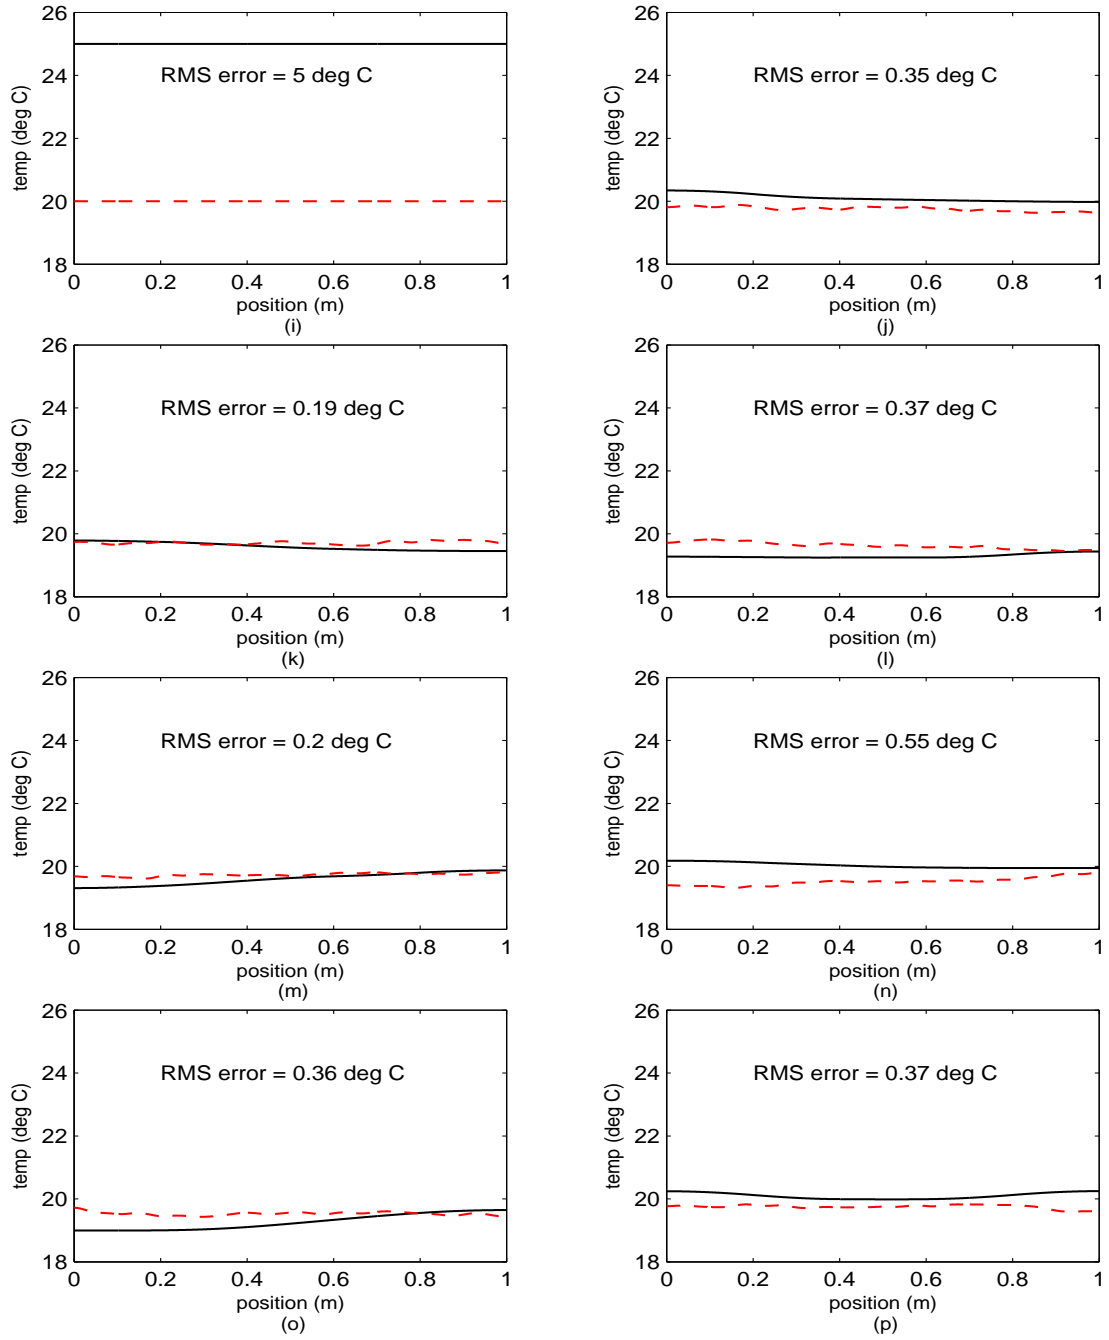 26
24
22
20
18
temp (deg C)
RMS error = 5 deg C
0 0.2 0.4 0.6 0.8 1
position (m)
(i)
26
24
22
20
18
temp (deg C)
RMS error = 0.35 deg C
0 0.2 0.4 0.6 0.8 1
position (m)
(j)
26
24
22
20
18
temp (deg C)
RMS error = 0.19 deg C
0 0.2 0.4 0.6 0.8 1
position (m)
(k)
26
24
22
20
18
temp (deg C)
RMS error = 0.37 deg C
0 0.2 0.4 0.6 0.8 1
position (m)
(l)
26
24
22
20
18
temp (deg C)
RMS error = 0.2 deg C
0 0.2 0.4 0.6 0.8 1
position (m)
(m)
26
24
22
20
18
temp (deg C)
RMS error = 0.55 deg C
0 0.2 0.4 0.6 0.8 1
position (m)
(n)
26
24
22
20
18
temp (deg C)
RMS error = 0.36 deg C
0 0.2 0.4 0.6 0.8 1
position (m)
(o)
26
24
22
20
18
temp (deg C)
RMS error = 0.37 deg C
0 0.2 0.4 0.6 0.8 1
position (m)
(p)